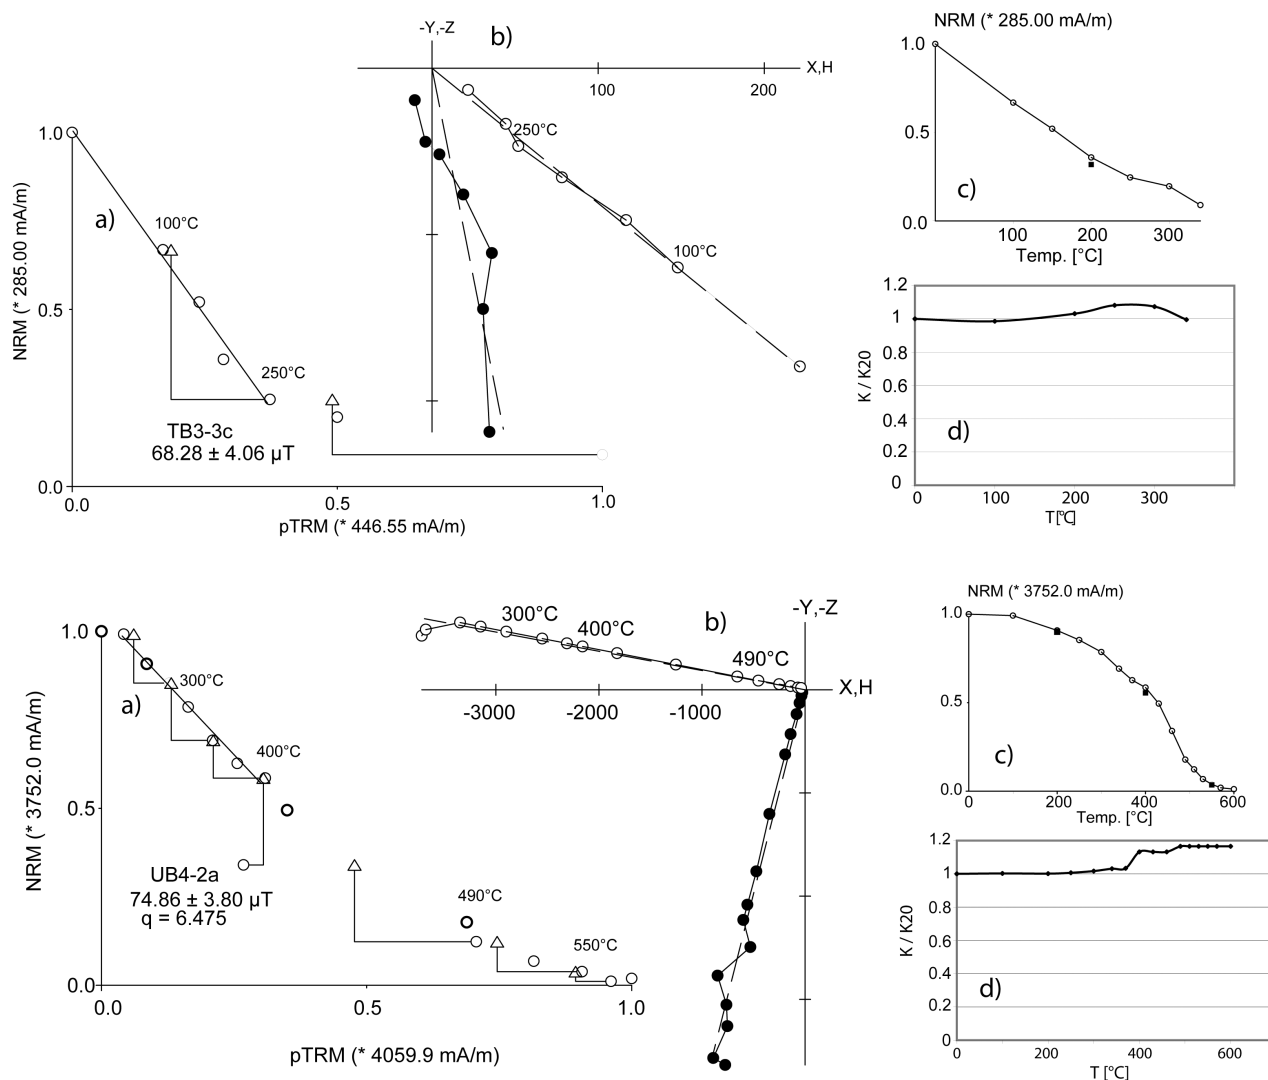 -Y,-Z
b)
X,H
100
200
250°C
100°C
1.0
a)
100°C
NRM (* 285.00 mA/m)
0.5
250°C
TB3-3c
68.28 ± 4.06 µT
0.0
0.0
0.5
1.0
pTRM (* 446.55 mA/m)
NRM (* 285.00 mA/m)
1.0
0.5
c)
0.0
100
200
300
Temp. [°C]
1.2
1
0.8
0.6
0.4
0.2
0
K / K20
d)
0
100
200
300
T[°C]
1.0
a)
300°C
400°C
NRM (* 3752.0 mA/m)
0.5
UB4-2a
74.86 ± 3.80 µT
q = 6.475
490°C
550°C
0.0
0.0
0.5
1.0
pTRM (* 4059.9 mA/m)
-Y,-Z
b)
300°C
400°C
490°C
X,H
-3000
-2000
-1000
NRM (* 3752.0 mA/m)
1.0
0.5
c)
0.0
0
200
400
600
Temp. [°C]
1.2
1
0.8
0.6
0.4
0.2
0
K / K20
d)
0
200
400
600
T [°C]